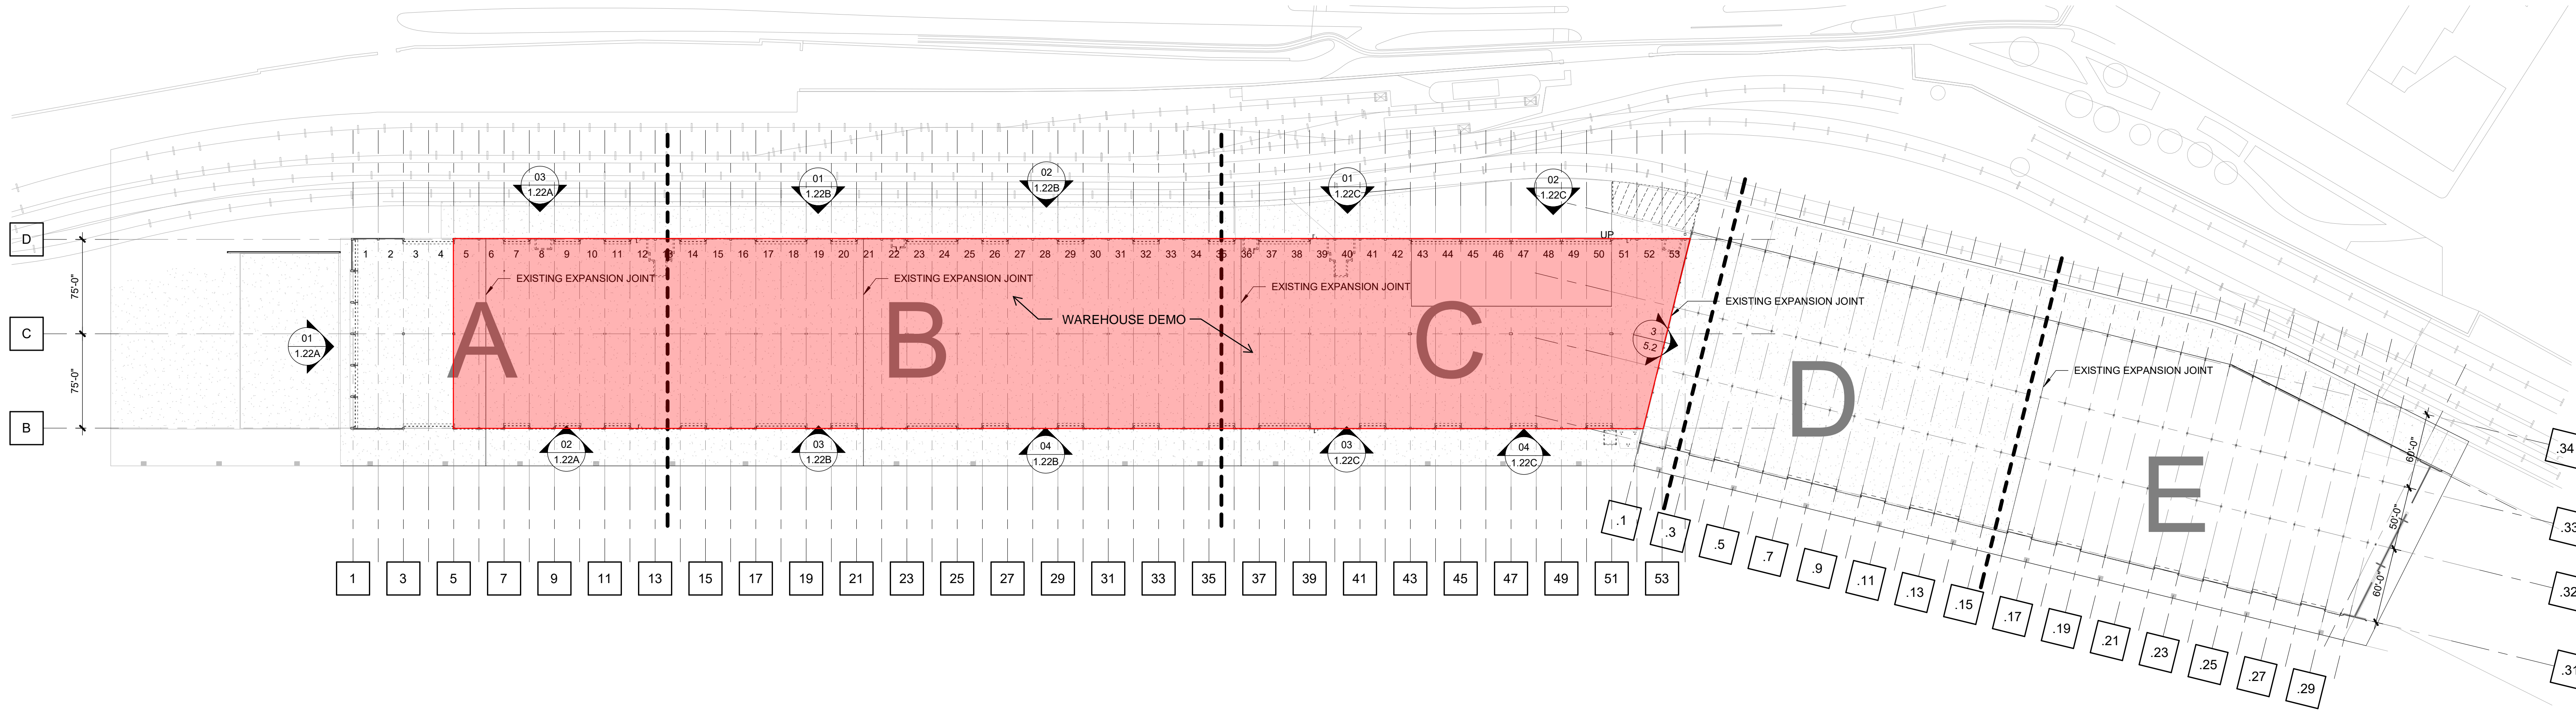 03
1.22A
01
1.22B
02
1.22B
01
1.22C
02
1.22C
UP
D
C
B
75'-0"
75'-0"
1 2 3 4 5 6 7 8 9 10 11 12 13 14 15 16 17 18 19 20 21 22 23 24 25 26 27 28 29 30 31 32 33 34 35 36 37 38 39 40 41 42 43 44 45 46 47 48 49 50 51 52 53
EXISTING EXPANSION JOINT
EXISTING EXPANSION JOINT
EXISTING EXPANSION JOINT
EXISTING EXPANSION JOINT
EXISTING EXPANSION JOINT
WAREHOUSE DEMO
01
1.22A
3
5.2
A
B
C
D
E
02
1.22A
03
1.22B
04
1.22B
03
1.22C
04
1.22C
60'-0"
50'-0"
60'-0"
.34
.33
.32
.31
1 3 5 7 9 11 13 15 17 19 21 23 25 27 29 31 33 35 37 39 41 43 45 47 49 51 53
.1 .3 .5 .7 .9 .11 .13 .15 .17 .19 .21 .23 .25 .27 .29